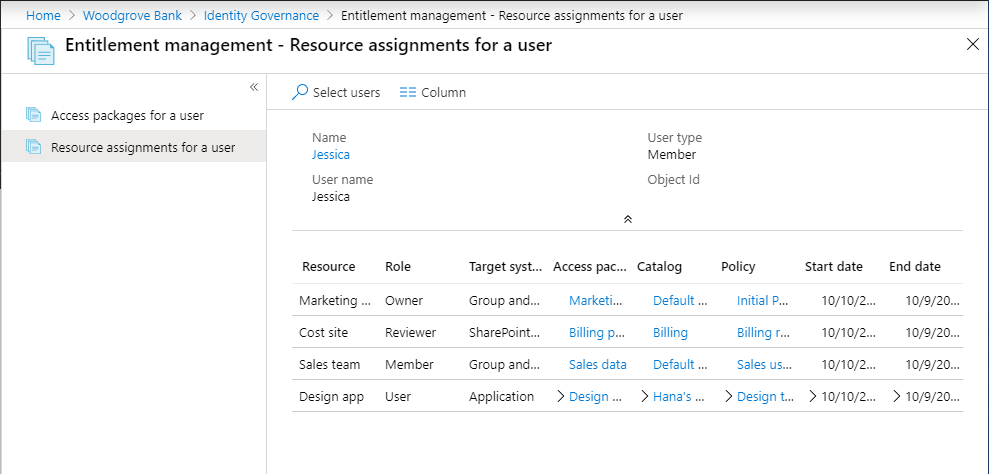 Home > Woodgrove Bank > Identity Governance > Entitlement management - Resource assignments for a user
Entitlement management - Resource assignments for a user
Access packages for a user
Resource assignments for a user
Select users Column
Name User type
Jessica Member
User name Object Id
Jessica
Resource Role Target syst... Access pac... Catalog Policy Start date End date
Marketing ... Owner Group and... Marketi... Default ... Initial P... 10/10/2... 10/9/20...
Cost site Reviewer SharePoint... Billing p... Billing Billing r... 10/10/2... 10/9/20...
Sales team Member Group and... Sales data Default ... Sales us... 10/10/2... 10/9/20...
Design app User Application > Design ... > Hana's ... > Design t... > 10/10/2... > 10/9/20...